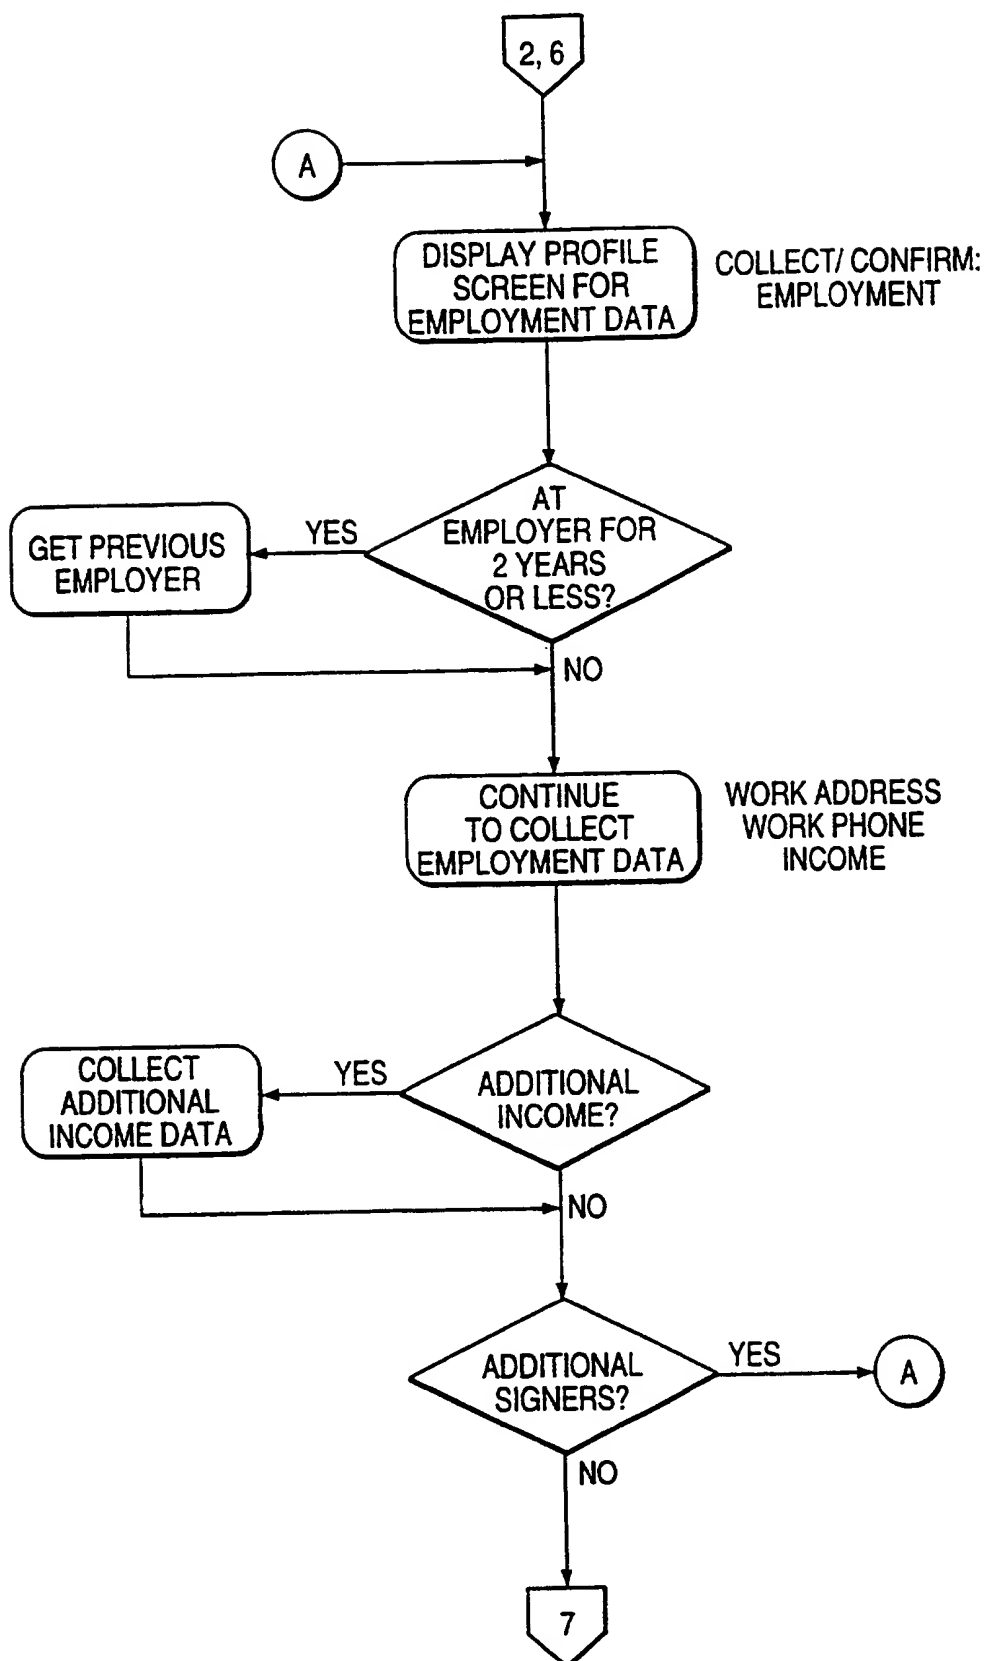 2, 6
A
DISPLAY PROFILE
SCREEN FOR
EMPLOYMENT DATA
COLLECT/ CONFIRM:
EMPLOYMENT
AT
EMPLOYER FOR
2 YEARS
OR LESS?
YES
GET PREVIOUS
EMPLOYER
NO
CONTINUE
TO COLLECT
EMPLOYMENT DATA
WORK ADDRESS
WORK PHONE
INCOME
ADDITIONAL
INCOME?
YES
COLLECT
ADDITIONAL
INCOME DATA
NO
ADDITIONAL
SIGNERS?
YES
A
NO
7